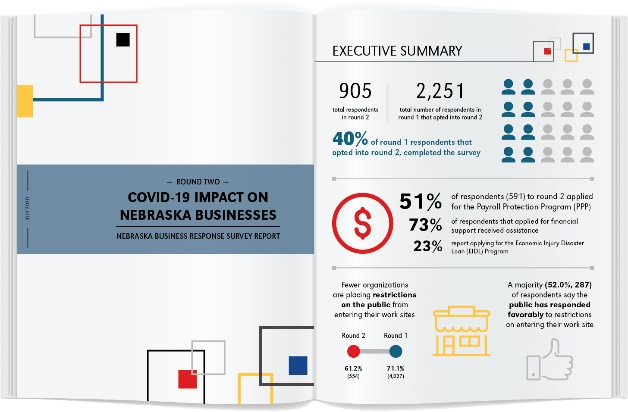 JULY 2020
— ROUND TWO —
COVID-19 IMPACT ON
NEBRASKA BUSINESSES
NEBRASKA BUSINESS RESPONSE SURVEY REPORT
EXECUTIVE SUMMARY
905
total respondents
in round 2
2,251
total number of respondents in
round 1 that opted into round 2
40% of round 1 respondents that
opted into round 2, completed the survey
51% of respondents (591) to round 2 applied
for the Payroll Protection Program (PPP)
73% of respondents that applied for financial
support received assistance
23% report applying for the Economic Injury Disaster
Loan (EIDL) Program
Fewer organizations
are placing restrictions
on the public from
entering their work sites
Round 2 Round 1
61.2% 71.1%
(554) (4,037)
A majority (52.0%, 287)
of respondents say the
public has responded
favorably to restrictions
on entering their work site